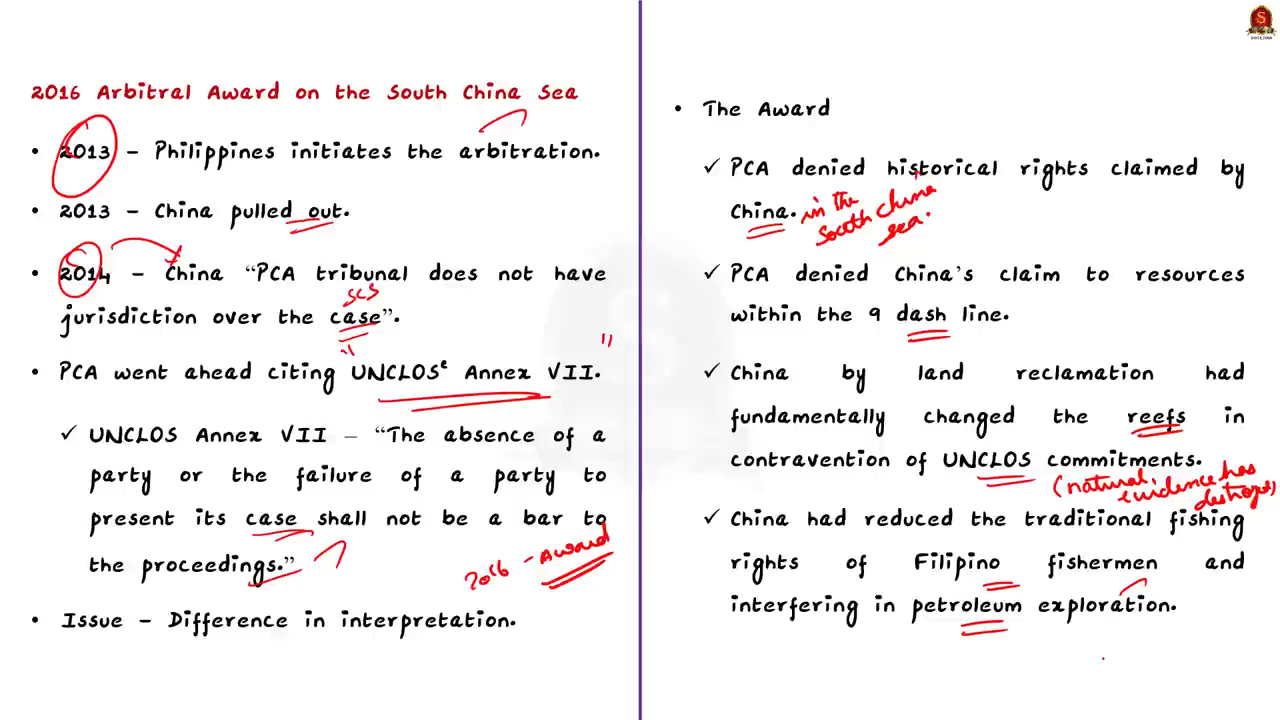 2016 Arbitral Award on the South China Sea
• 2013 – Philippines initiates the arbitration.
• 2013 – China pulled out.
• 2014 – China “PCA tribunal does not have
SCS
jurisdiction over the case”.
• PCA went ahead citing UNCLOS' Annex VII.
✓ UNCLOS Annex VII – “The absence of a
party or the failure of a party to
present its case shall not be a bar to
the proceedings.”
2016 - Award
• Issue – Difference in interpretation.
• The Award
✓ PCA denied historical rights claimed by
China. in the
South China
sea.
✓ PCA denied China's claim to resources
within the 9 dash line.
✓ China by land reclamation had
fundamentally changed the reefs in
contravention of UNCLOS commitments.
(natural evidence has
destroyed)
✓ China had reduced the traditional fishing
rights of Filipino fishermen and
interfering in petroleum exploration.